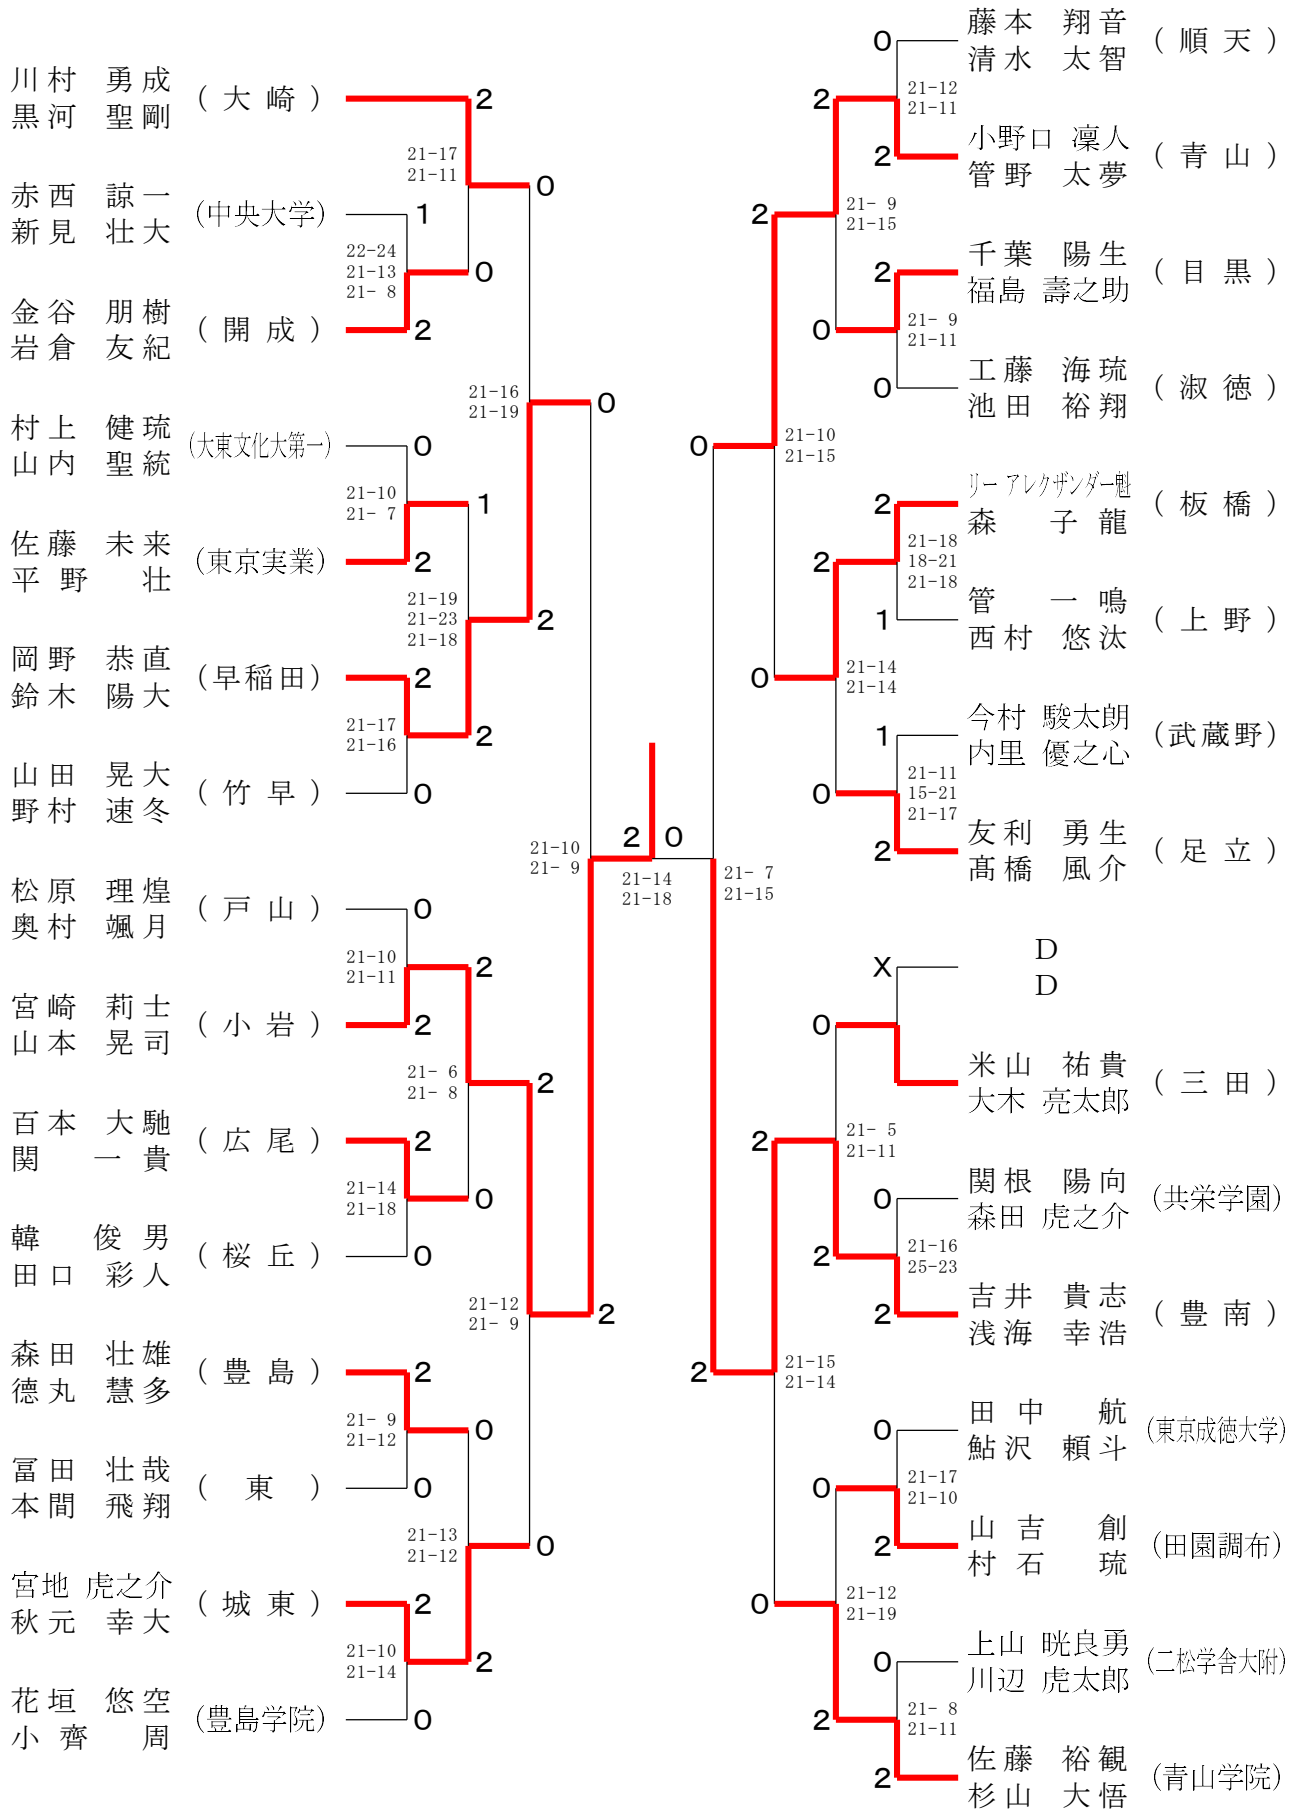 川村 勇成
黒河 聖剛
(大崎)
2
21-17
21-11
0
赤西 諒一
新見 壮大
(中央大学)
1
22-24
21-13
21- 8
0
金谷 朋樹
岩倉 友紀
(開成)
2
21-16
21-19
0
村上 健琉
山内 聖統
(大東文化大第一)
0
21-10
21- 7
1
佐藤 未来
平野 壮
(東京実業)
2
21-19
21-23
21-18
2
岡野 恭直
鈴木 陽大
(早稲田)
2
21-17
21-16
2
山田 晃大
野村 速冬
(竹早)
0
21-10
21- 9
2 0
21-14
21-18
松原 理煌
奥村 颯月
(戸山)
0
21-10
21-11
2
宮崎 莉士
山本 晃司
(小岩)
2
21- 6
21- 8
2
百本 大馳
関 一貴
(広尾)
2
21-14
21-18
0
韓 俊男
田口 彩人
(桜丘)
0
21-12
21- 9
2
森田 壮雄
徳丸 慧多
(豊島)
2
21- 9
21-12
0
冨田 壮哉
本間 飛翔
(東)
0
21-13
21-12
0
宮地 虎之介
秋元 幸大
(城東)
2
21-10
21-14
2
花垣 悠空
小齊 周
(豊島学院)
0
0
藤本 翔音
清水 太智
(順天)
2
21-12
21-11
2
小野口 凜人
管野 太夢
(青山)
2
21- 9
21-15
2
千葉 陽生
福島 壽之助
(目黒)
0
21- 9
21-11
0
工藤 海琉
池田 裕翔
(淑徳)
0
21-10
21-15
2
リー アレクザンダー魁
森 子龍
(板橋)
2
21-18
18-21
21-18
1
管 一鳴
西村 悠汰
(上野)
0
21-14
21-14
1
今村 駿太朗
内里 優之心
(武蔵野)
0
21-11
15-21
21-17
2
友利 勇生
髙橋 風介
(足立)
21- 7
21-15
X
D
D
0
米山 祐貴
大木 亮太郎
(三田)
2
21- 5
21-11
0
関根 陽向
森田 虎之介
(共栄学園)
2
21-16
25-23
2
吉井 貴志
浅海 幸浩
(豊南)
2
21-15
21-14
0
田中 航
鮎沢 頼斗
(東京成徳大学)
0
21-17
21-10
2
山吉 創
村石 琉
(田園調布)
0
21-12
21-19
0
上山 晄良勇
川辺 虎太郎
(二松学舎大附)
2
21- 8
21-11
2
佐藤 裕観
杉山 大悟
(青山学院)